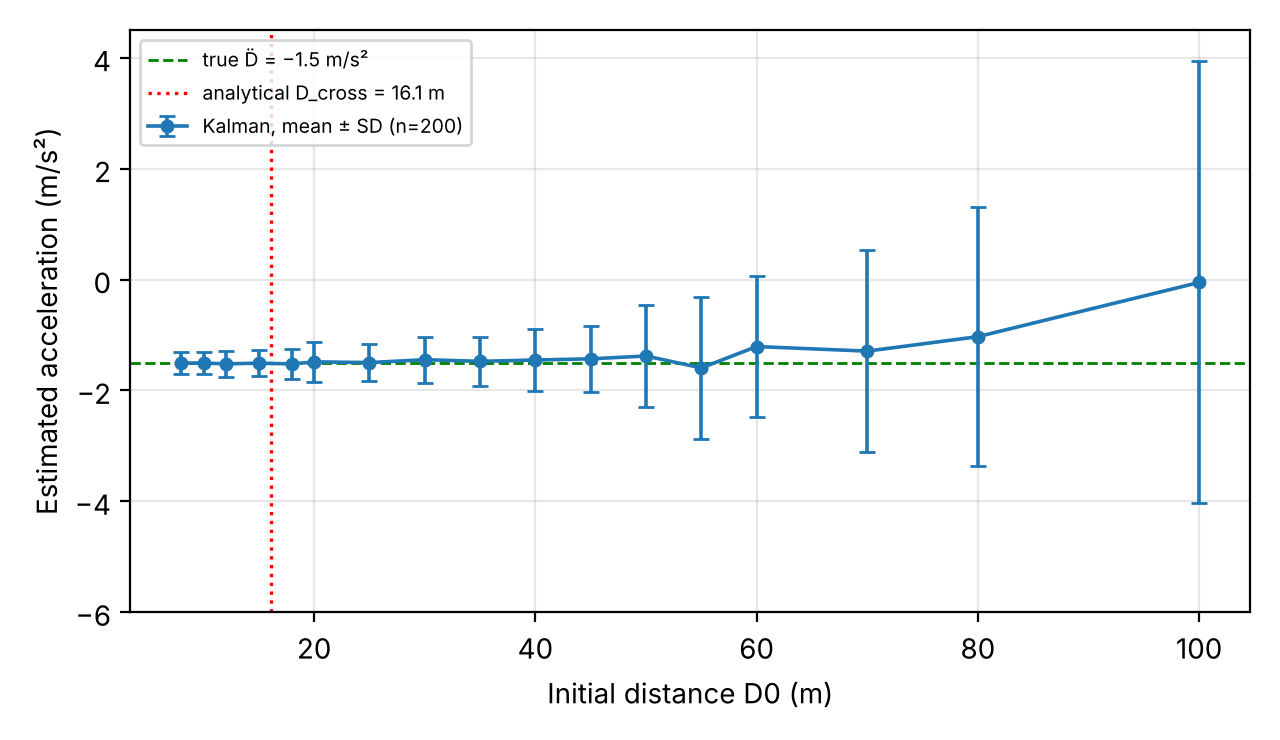 true D̈ = −1.5 m/s²
analytical D_cross = 16.1 m
Kalman, mean ± SD (n=200)
Estimated acceleration (m/s²)
4
2
0
−2
−4
−6
20 40 60 80 100
Initial distance D0 (m)